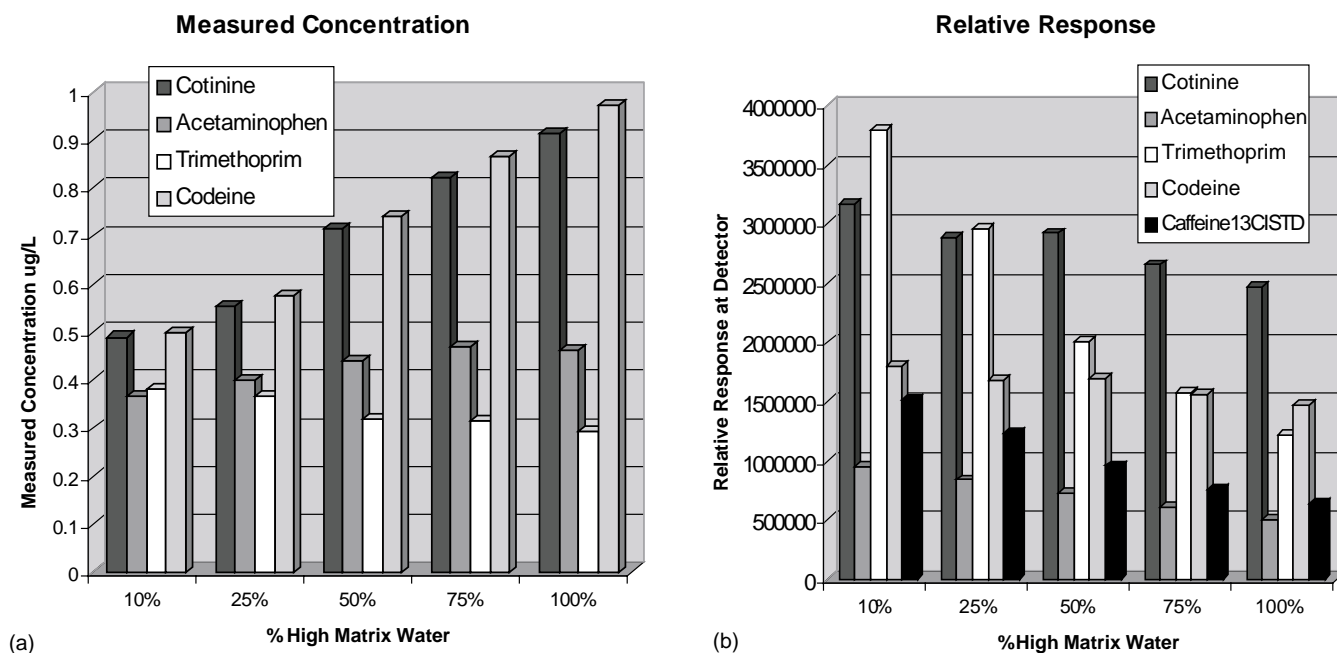 Measured Concentration
Cotinine
Acetaminophen
Trimethoprim
Codeine
Measured Concentration ug/L
1
0.9
0.8
0.7
0.6
0.5
0.4
0.3
0.2
0.1
0
10% 25% 50% 75% 100%
% High Matrix Water
(a)
Relative Response
Cotinine
Acetaminophen
Trimethoprim
Codeine
Caffeine13CISTD
Relative Response at Detector
4000000
3500000
3000000
2500000
2000000
1500000
1000000
500000
0
10% 25% 50% 75% 100%
%High Matrix Water
(b)